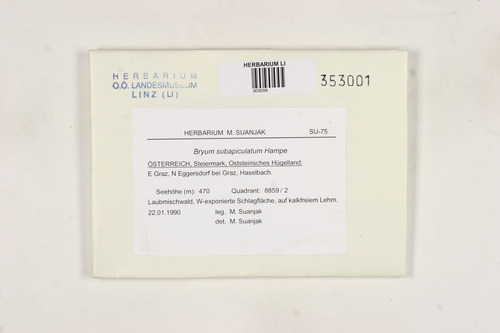 HERBARIUM
O.Ö. LANDESMUSEUM
LINZ (LI)
HERBARIUM LI
353001
HERBARIUM M. SUANJAK SU-75
Bryum subapiculatum Hampe
ÖSTERREICH, Steiermark, Oststeirisches Hügelland:
E Graz, N Eggersdorf bei Graz, Haselbach.
Seehöhe (m): 470 Quadrant: 8859 / 2
Laubmischwald, W-exponierte Schlagfläche, auf kalkfreiem Lehm.
22.01.1990 leg. M. Suanjak
det. M. Suanjak